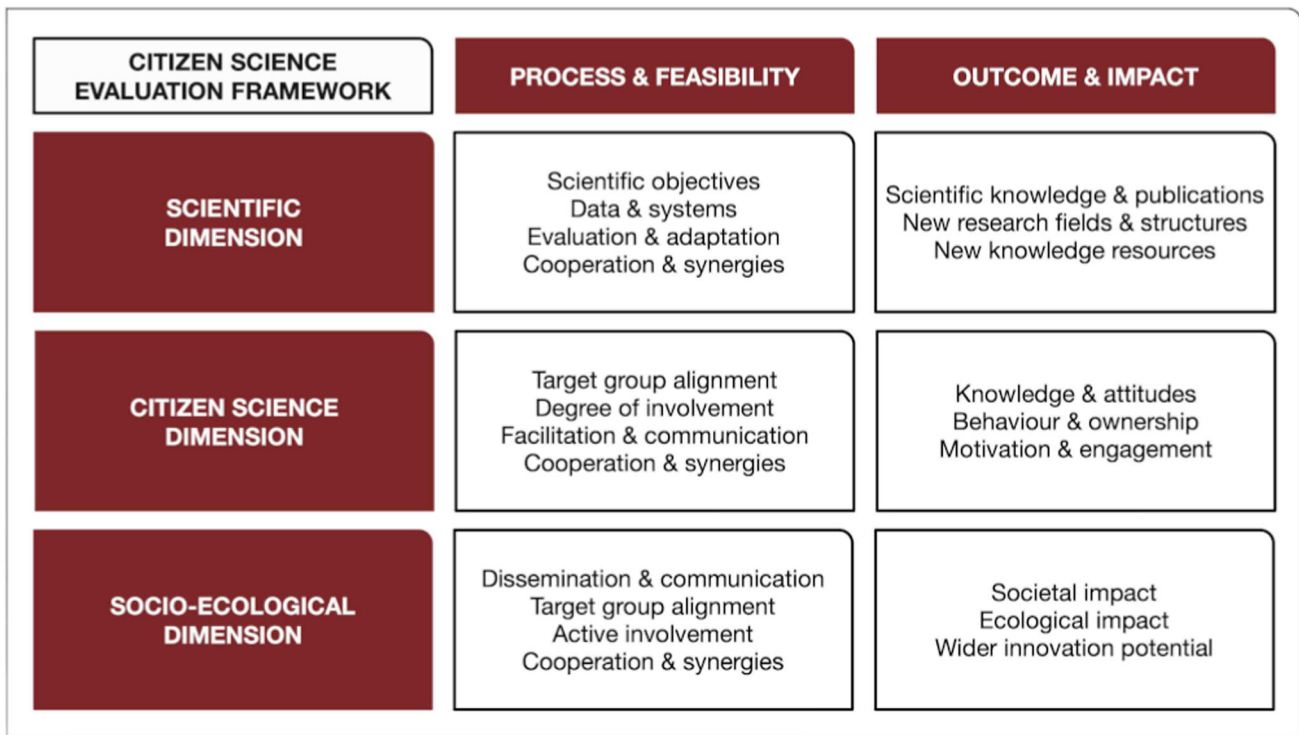 CITIZEN SCIENCE
EVALUATION FRAMEWORK
PROCESS & FEASIBILITY
OUTCOME & IMPACT
SCIENTIFIC
DIMENSION
Scientific objectives
Data & systems
Evaluation & adaptation
Cooperation & synergies
Scientific knowledge & publications
New research fields & structures
New knowledge resources
CITIZEN SCIENCE
DIMENSION
Target group alignment
Degree of involvement
Facilitation & communication
Cooperation & synergies
Knowledge & attitudes
Behaviour & ownership
Motivation & engagement
SOCIO-ECOLOGICAL
DIMENSION
Dissemination & communication
Target group alignment
Active involvement
Cooperation & synergies
Societal impact
Ecological impact
Wider innovation potential